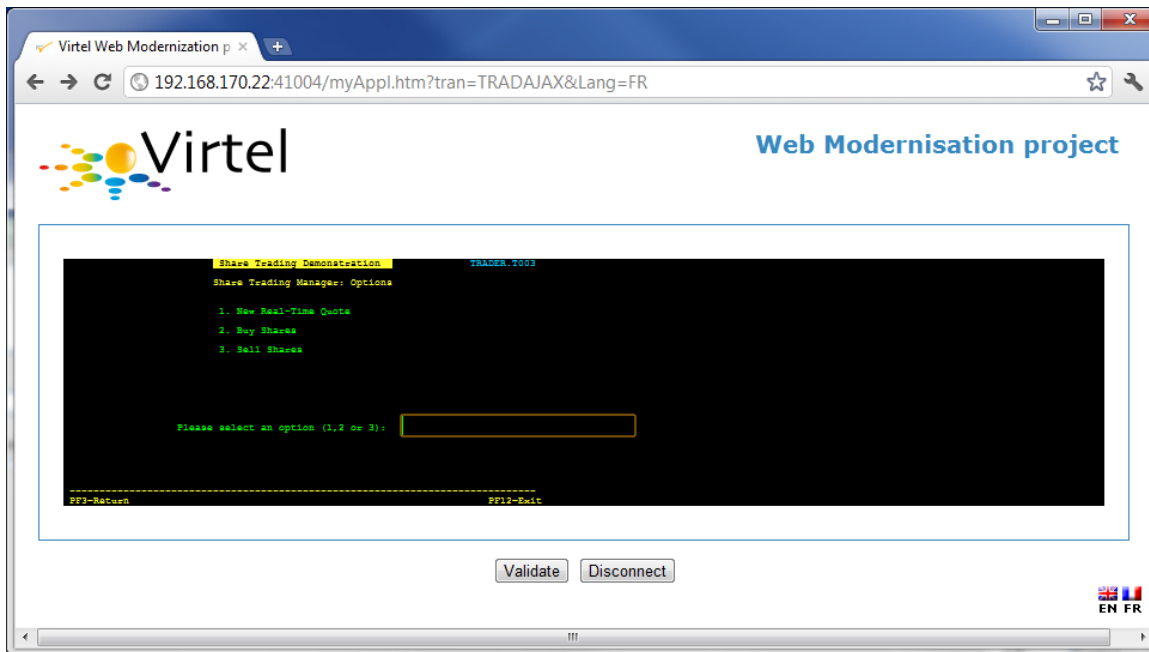 Virtel Web Modernization p
192.168.170.22:41004/myAppl.htm?tran=TRADAJAX&Lang=FR
Virtel
Web Modernisation project
Share Trading Demonstration TRADER.T003
Share Trading Manager: Options
1. New Real-Time Quote
2. Buy Shares
3. Sell Shares
Please select an option (1,2 or 3):
PF3-Return PF12-Exit
Validate Disconnect
EN FR